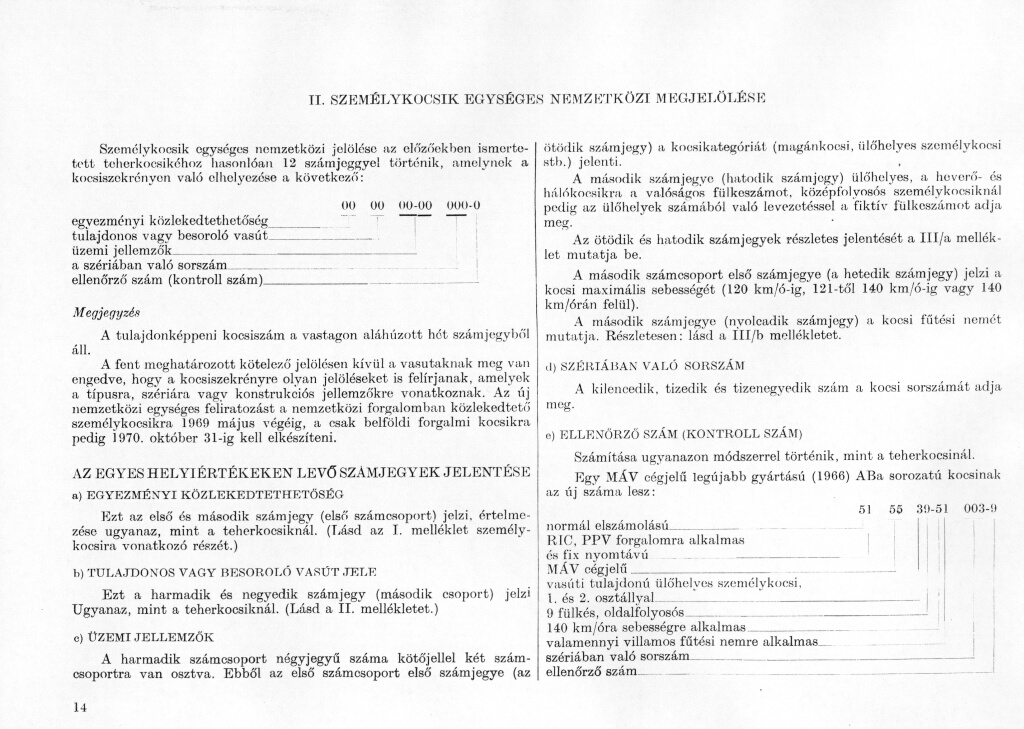 II. SZEMÉLYKOCSIK EGYSÉGES NEMZETKÖZI MEGJELÖLÉSE
Személykocsik egységes nemzetközi jelölése az előzőekben ismerte-
tett teherkocsikéhoz hasonlóan 12 számjeggyel történik, amelynek a
kocsiszekrényen való elhelyezése a következő:
00 00 00-00 000-0
egyezményi közlekedtethetőség
tulajdonos vagy besoroló vasút
üzemi jellemzők
a szériában való sorszám
ellenőrző szám (kontroll szám)
Megjegyzés
A tulajdonképpeni kocsiszám a vastagon aláhúzott hét számjegyből
áll.
A fent meghatározott kötelező jelölésen kívül a vasutaknak meg van
engedve, hogy a kocsiszekrényre olyan jelöléseket is felírjanak, amelyek
a típusra, szériára vagy konstrukciós jellemzőkre vonatkoznak. Az új
nemzetközi egységes feliratozást a nemzetközi forgalomban közlekedtető
személykocsikra 1969 május végéig, a csak belföldi forgalmi kocsikra
pedig 1970. október 31-ig kell elkészíteni.
AZ EGYES HELYIÉRTÉKEKEN LEVŐ SZÁMJEGYEK JELENTÉSE
a) EGYEZMÉNYI KÖZLEKEDTETHETŐSÉG
Ezt az első és második számjegy (első számcsoport) jelzi, értelme-
zése ugyanaz, mint a teherkocsiknál. (Lásd az I. melléklet személy-
kocsira vonatkozó részét.)
b) TULAJDONOS VAGY BESOROLÓ VASÚT JELE
Ezt a harmadik és negyedik számjegy (második csoport) jelzi
Ugyanaz, mint a teherkocsiknál. (Lásd a II. mellékletet.)
c) ÜZEMI JELLEMZŐK
A harmadik számcsoport négyjegyű száma kötőjellel két szám-
csoportra van osztva. Ebből az első számcsoport első számjegye (az
14
ötödik számjegy) a kocsikategóriát (magánkocsi, ülőhelyes személykocsi
stb.) jelenti.
A második számjegye (hatodik számjegy) ülőhelyes, a heverő- és
hálókocsikra a valóságos fülkeszámot, középfolyosós személykocsiknál
pedig az ülőhelyek számából való levezetéssel a fiktív fülkeszámot adja
meg.
Az ötödik és hatodik számjegyek részletes jelentését a III/a mellék-
let mutatja be.
A második számcsoport első számjegye (a hetedik számjegy) jelzi a
kocsi maximális sebességét (120 km/ó-ig, 121-től 140 km/ó-ig vagy 140
km/órán felül).
A második számjegye (nyolcadik számjegy) a kocsi fűtési nemét
mutatja. Részletesen: lásd a III/b mellékletet.
d) SZÉRIÁBAN VALÓ SORSZÁM
A kilencedik, tizedik és tizenegyedik szám a kocsi sorszámát adja
meg.
e) ELLENŐRZŐ SZÁM (KONTROLL SZÁM)
Számítása ugyanazon módszerrel történik, mint a teherkocsinál.
Egy MÁV cégjelű legújabb gyártású (1966) ABa sorozatú kocsinak
az új száma lesz:
51 55 39-51 003-9
normál elszámolású
RIC, PPV forgalomra alkalmas
és fix nyomtávú
MÁV cégjelű
vasúti tulajdonú ülőhelyes személykocsi,
1. és 2. osztállyal
9 fülkés, oldalfolyosós
140 km/óra sebességre alkalmas
valamennyi villamos fűtési nemre alkalmas
szériában való sorszám
ellenőrző szám